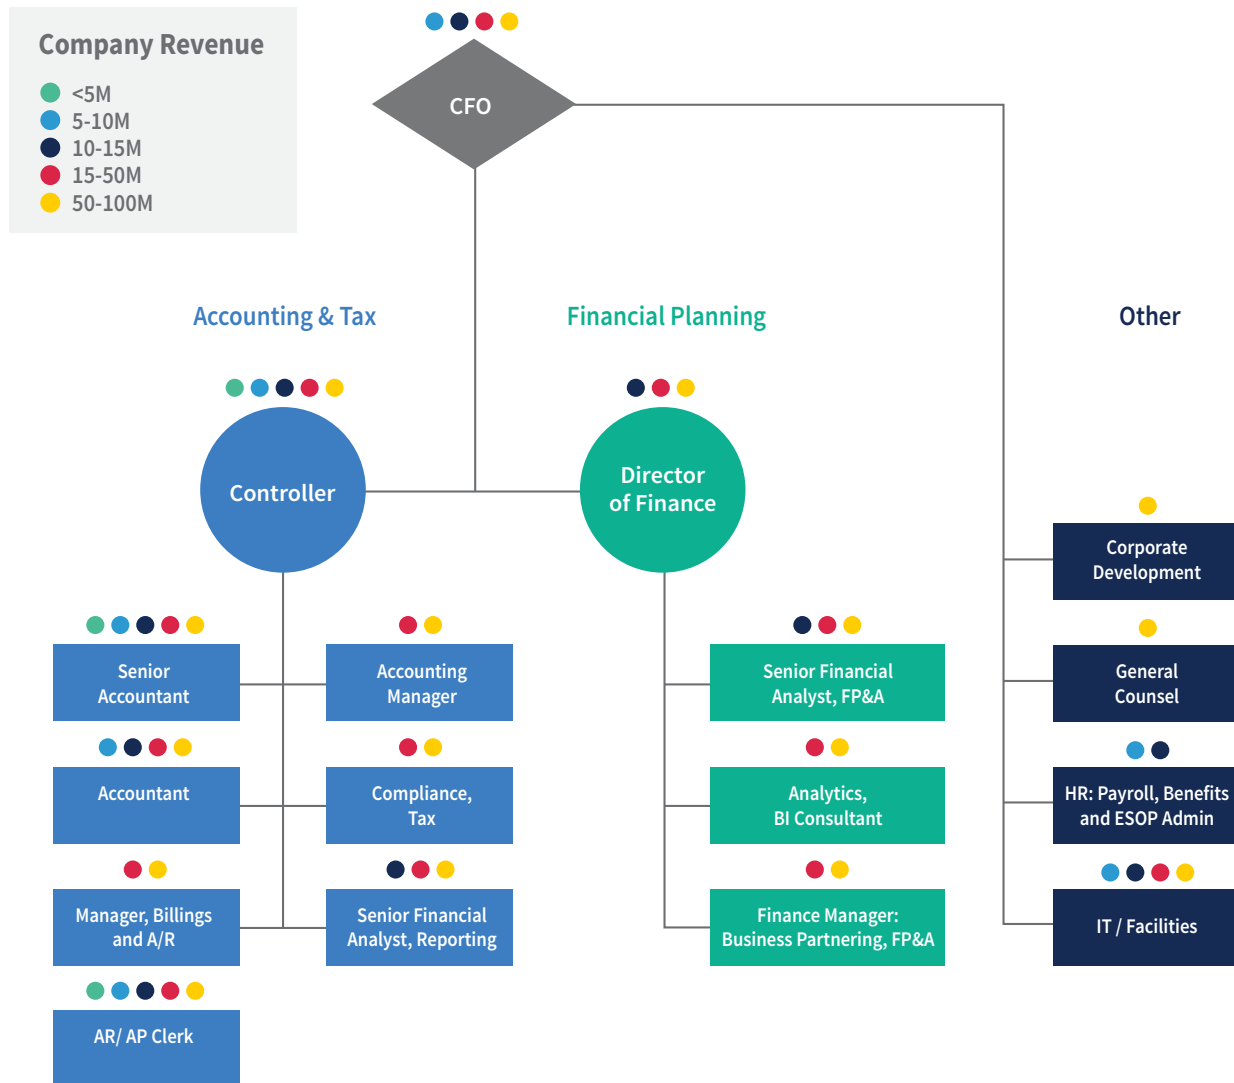 Company Revenue
<5M
5-10M
10-15M
15-50M
50-100M
CFO
Accounting & Tax
Financial Planning
Other
Controller
Director
of Finance
Senior
Accountant
Accounting
Manager
Accountant
Compliance,
Tax
Manager, Billings
and A/R
Senior Financial
Analyst, Reporting
AR/ AP Clerk
Senior Financial
Analyst, FP&A
Analytics,
BI Consultant
Finance Manager:
Business Partnering, FP&A
Corporate
Development
General
Counsel
HR: Payroll, Benefits
and ESOP Admin
IT / Facilities